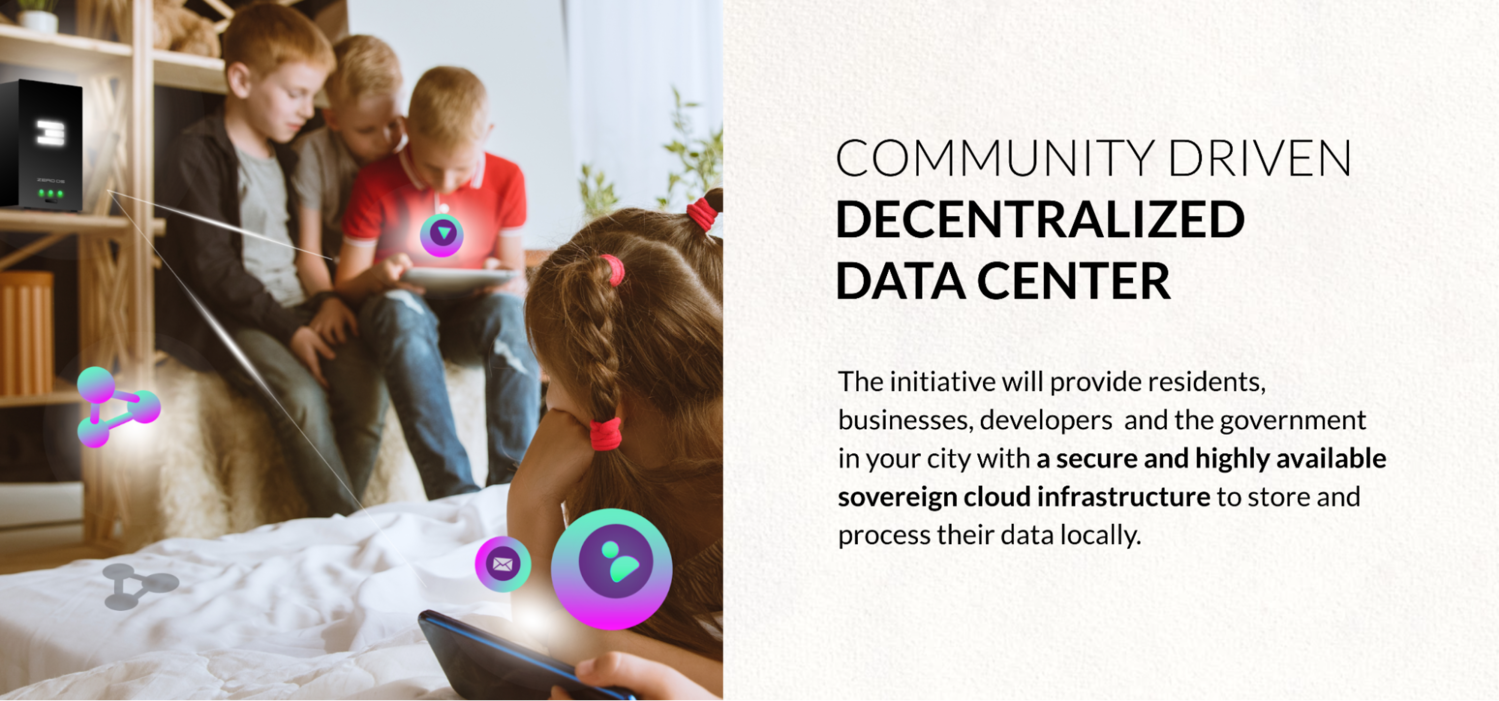 COMMUNITY DRIVEN
DECENTRALIZED
DATA CENTER
The initiative will provide residents,
businesses, developers  and the government
in your city with a secure and highly available
sovereign cloud infrastructure to store and
process their data locally.